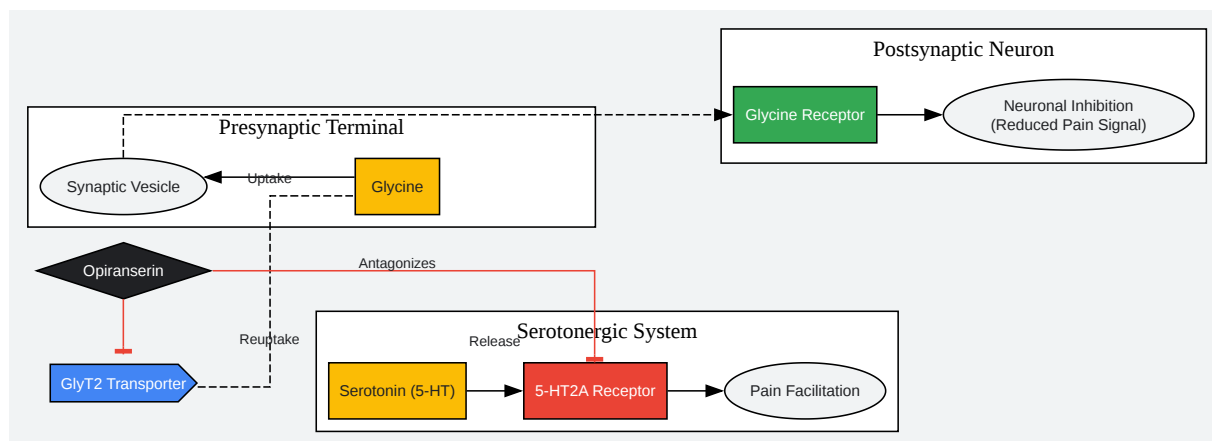 Postsynaptic Neuron
Glycine Receptor
Neuronal Inhibition
(Reduced Pain Signal)
Presynaptic Terminal
Synaptic Vesicle
Uptake
Glycine
Opiranserin
Antagonizes
Reuptake
Release
Serotonergic System
GlyT2 Transporter
Serotonin (5-HT)
5-HT2A Receptor
Pain Facilitation